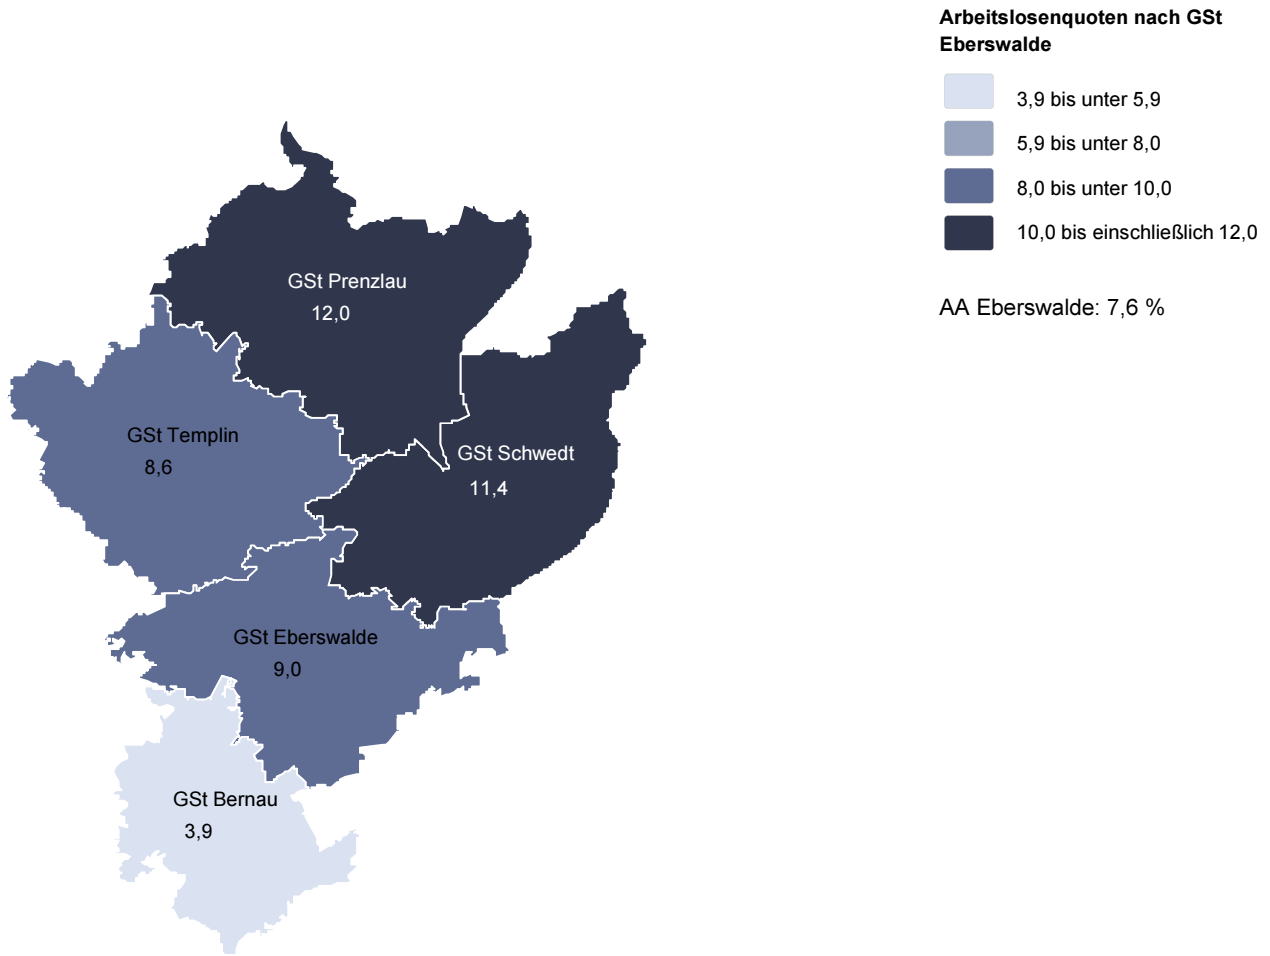 Arbeitslosenquoten nach GSt
Eberswalde
3,9 bis unter 5,9
5,9 bis unter 8,0
8,0 bis unter 10,0
10,0 bis einschließlich 12,0
AA Eberswalde: 7,6 %
GSt Prenzlau
12,0
GSt Templin
8,6
GSt Schwedt
11,4
GSt Eberswalde
9,0
GSt Bernau
3,9